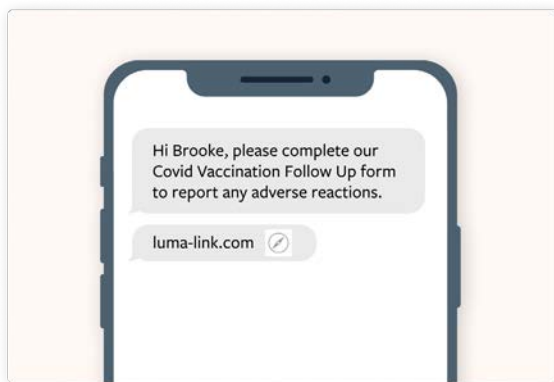 Hi Brooke, please complete our
Covid Vaccination Follow Up form
to report any adverse reactions.
luma-link.com